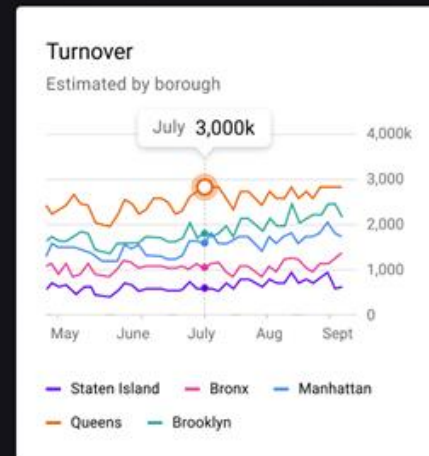 Turnover
Estimated by borough
July 3,000k
4,000k
3,000
2,000
1,000
0
May June July Aug Sept
Staten Island Bronx Manhattan
Queens Brooklyn